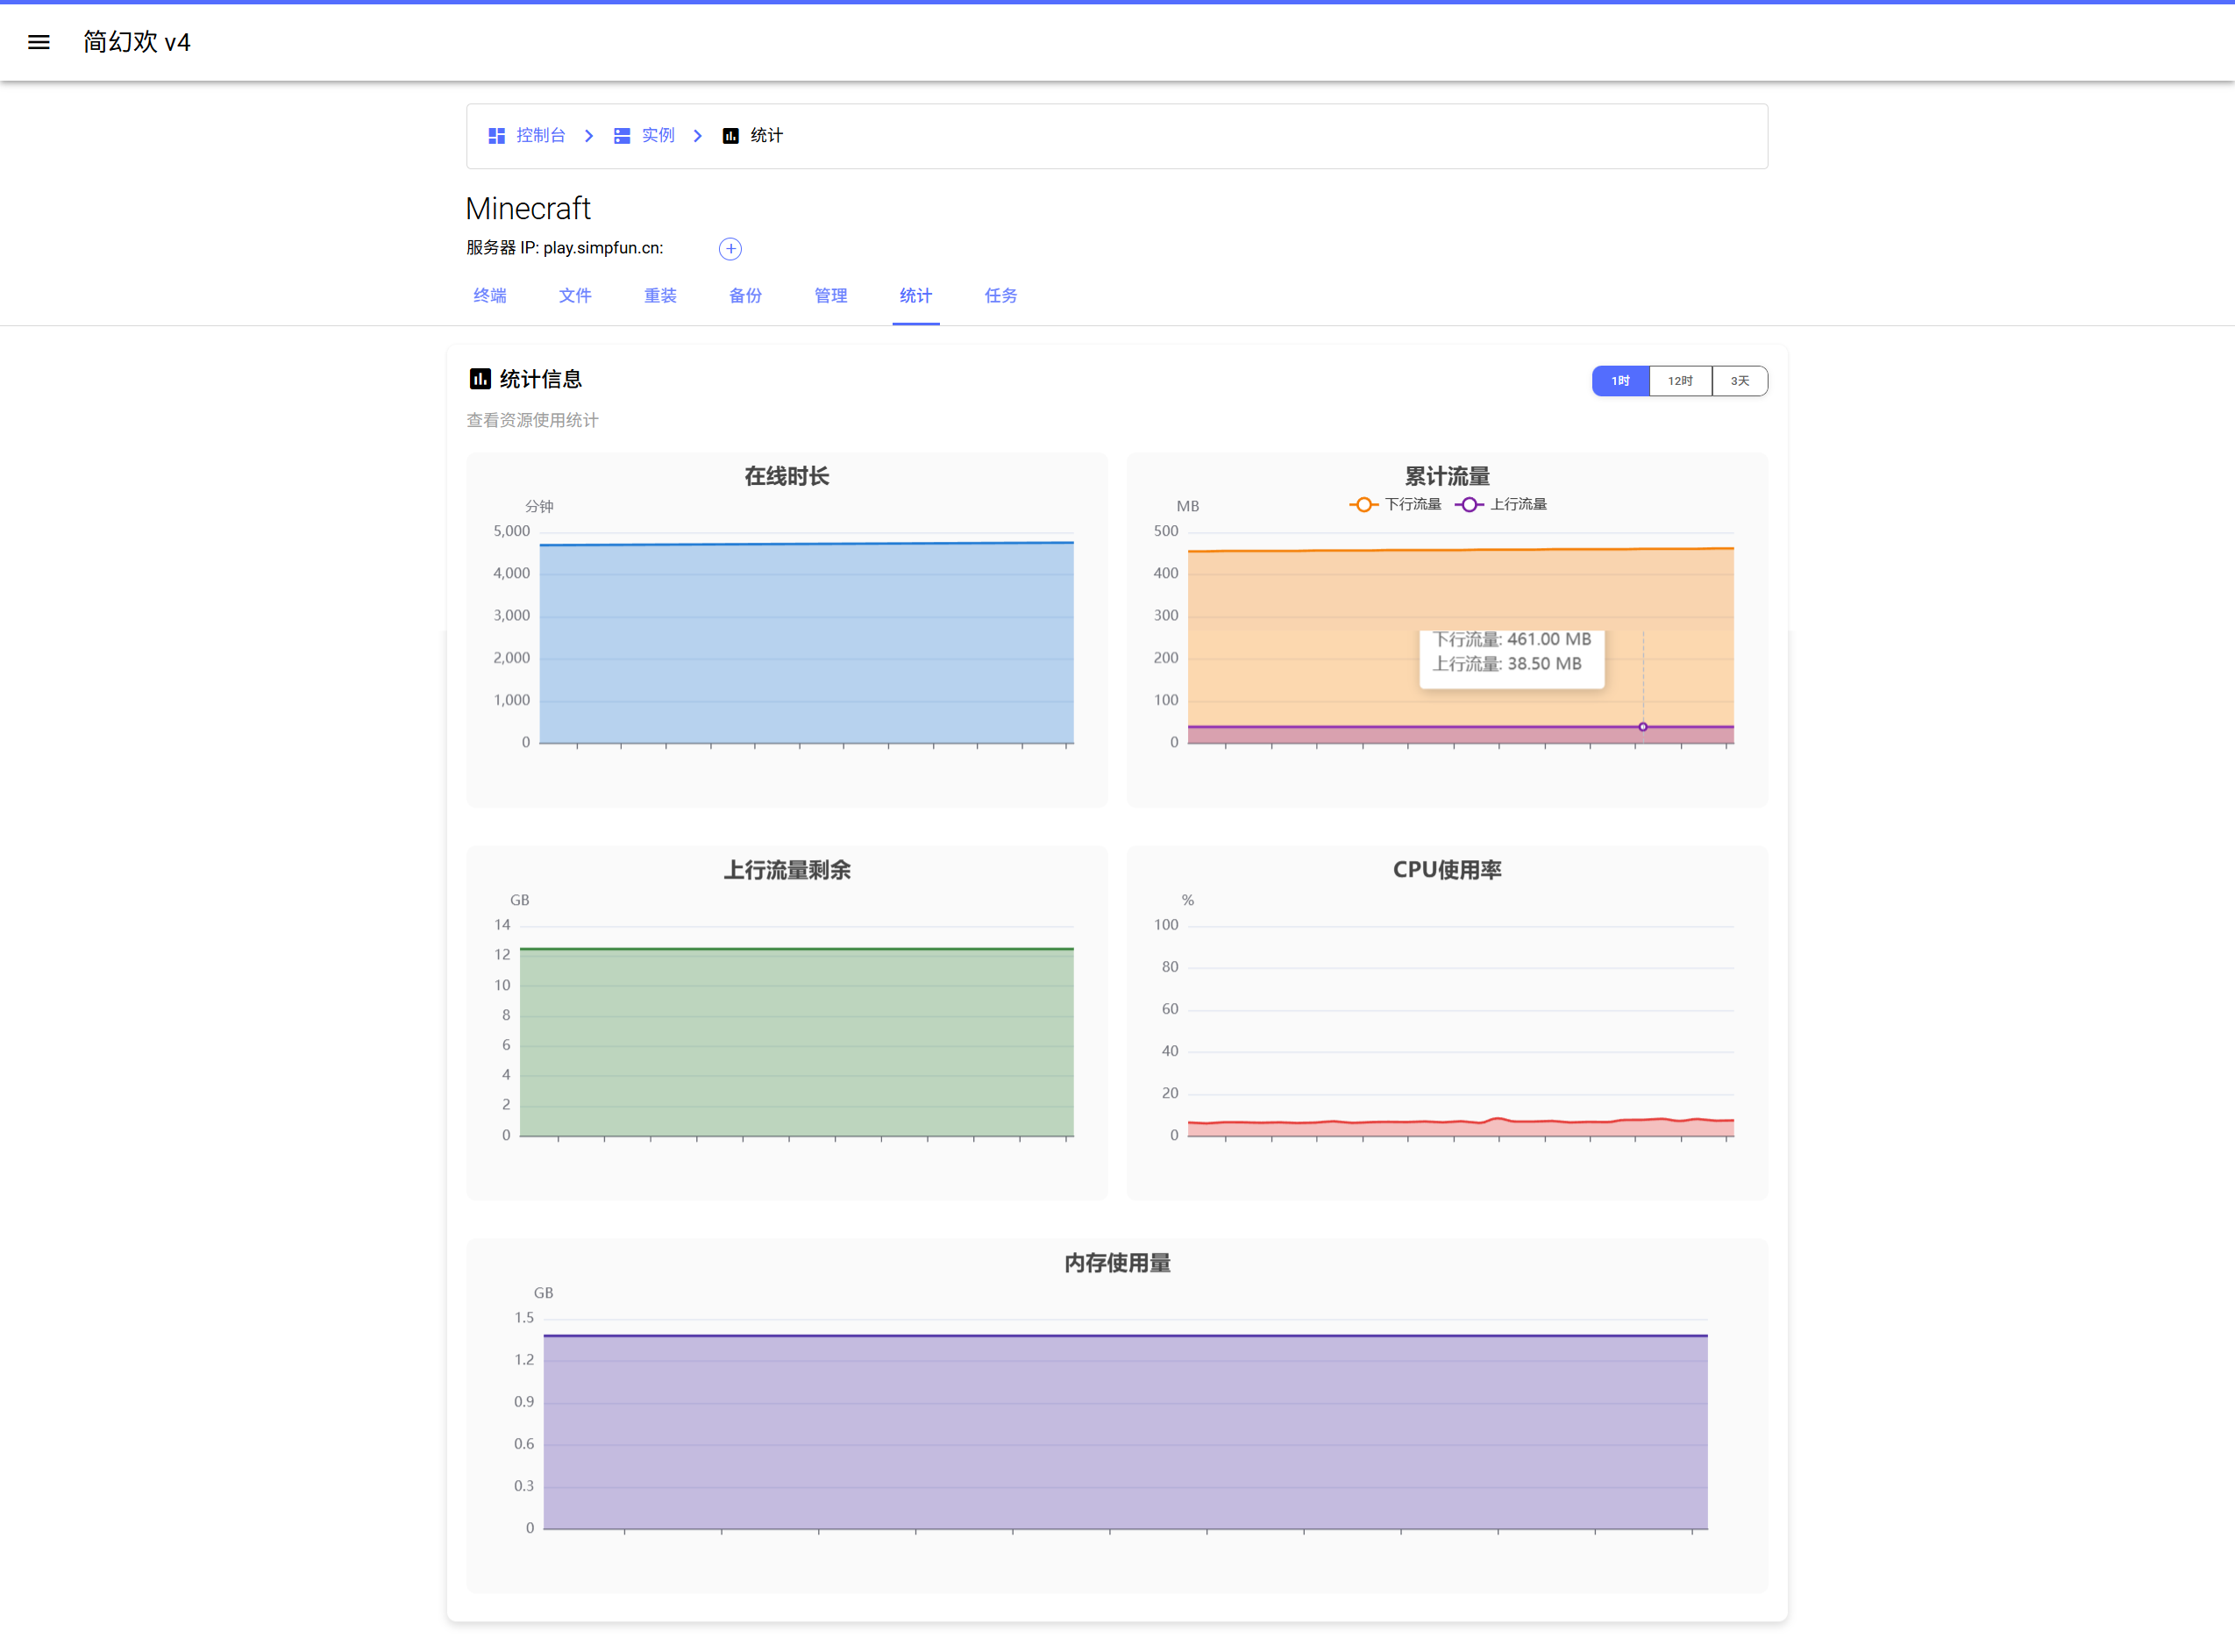 简幻欢 v4
控制台 实例 统计
Minecraft
服务器 IP: play.simpfun.cn:
终端 文件 重装 备份 管理 统计 任务
统计信息
1时 12时 3天
查看资源使用统计
在线时长
分钟
5,000
4,000
3,000
2,000
1,000
0
累计流量
MB
下行流量 上行流量
500
400
300
200
100
0
下行流量: 461.00 MB
上行流量: 38.50 MB
上行流量剩余
GB
14
12
10
8
6
4
2
0
CPU使用率
%
100
80
60
40
20
0
内存使用量
GB
1.5
1.2
0.9
0.6
0.3
0